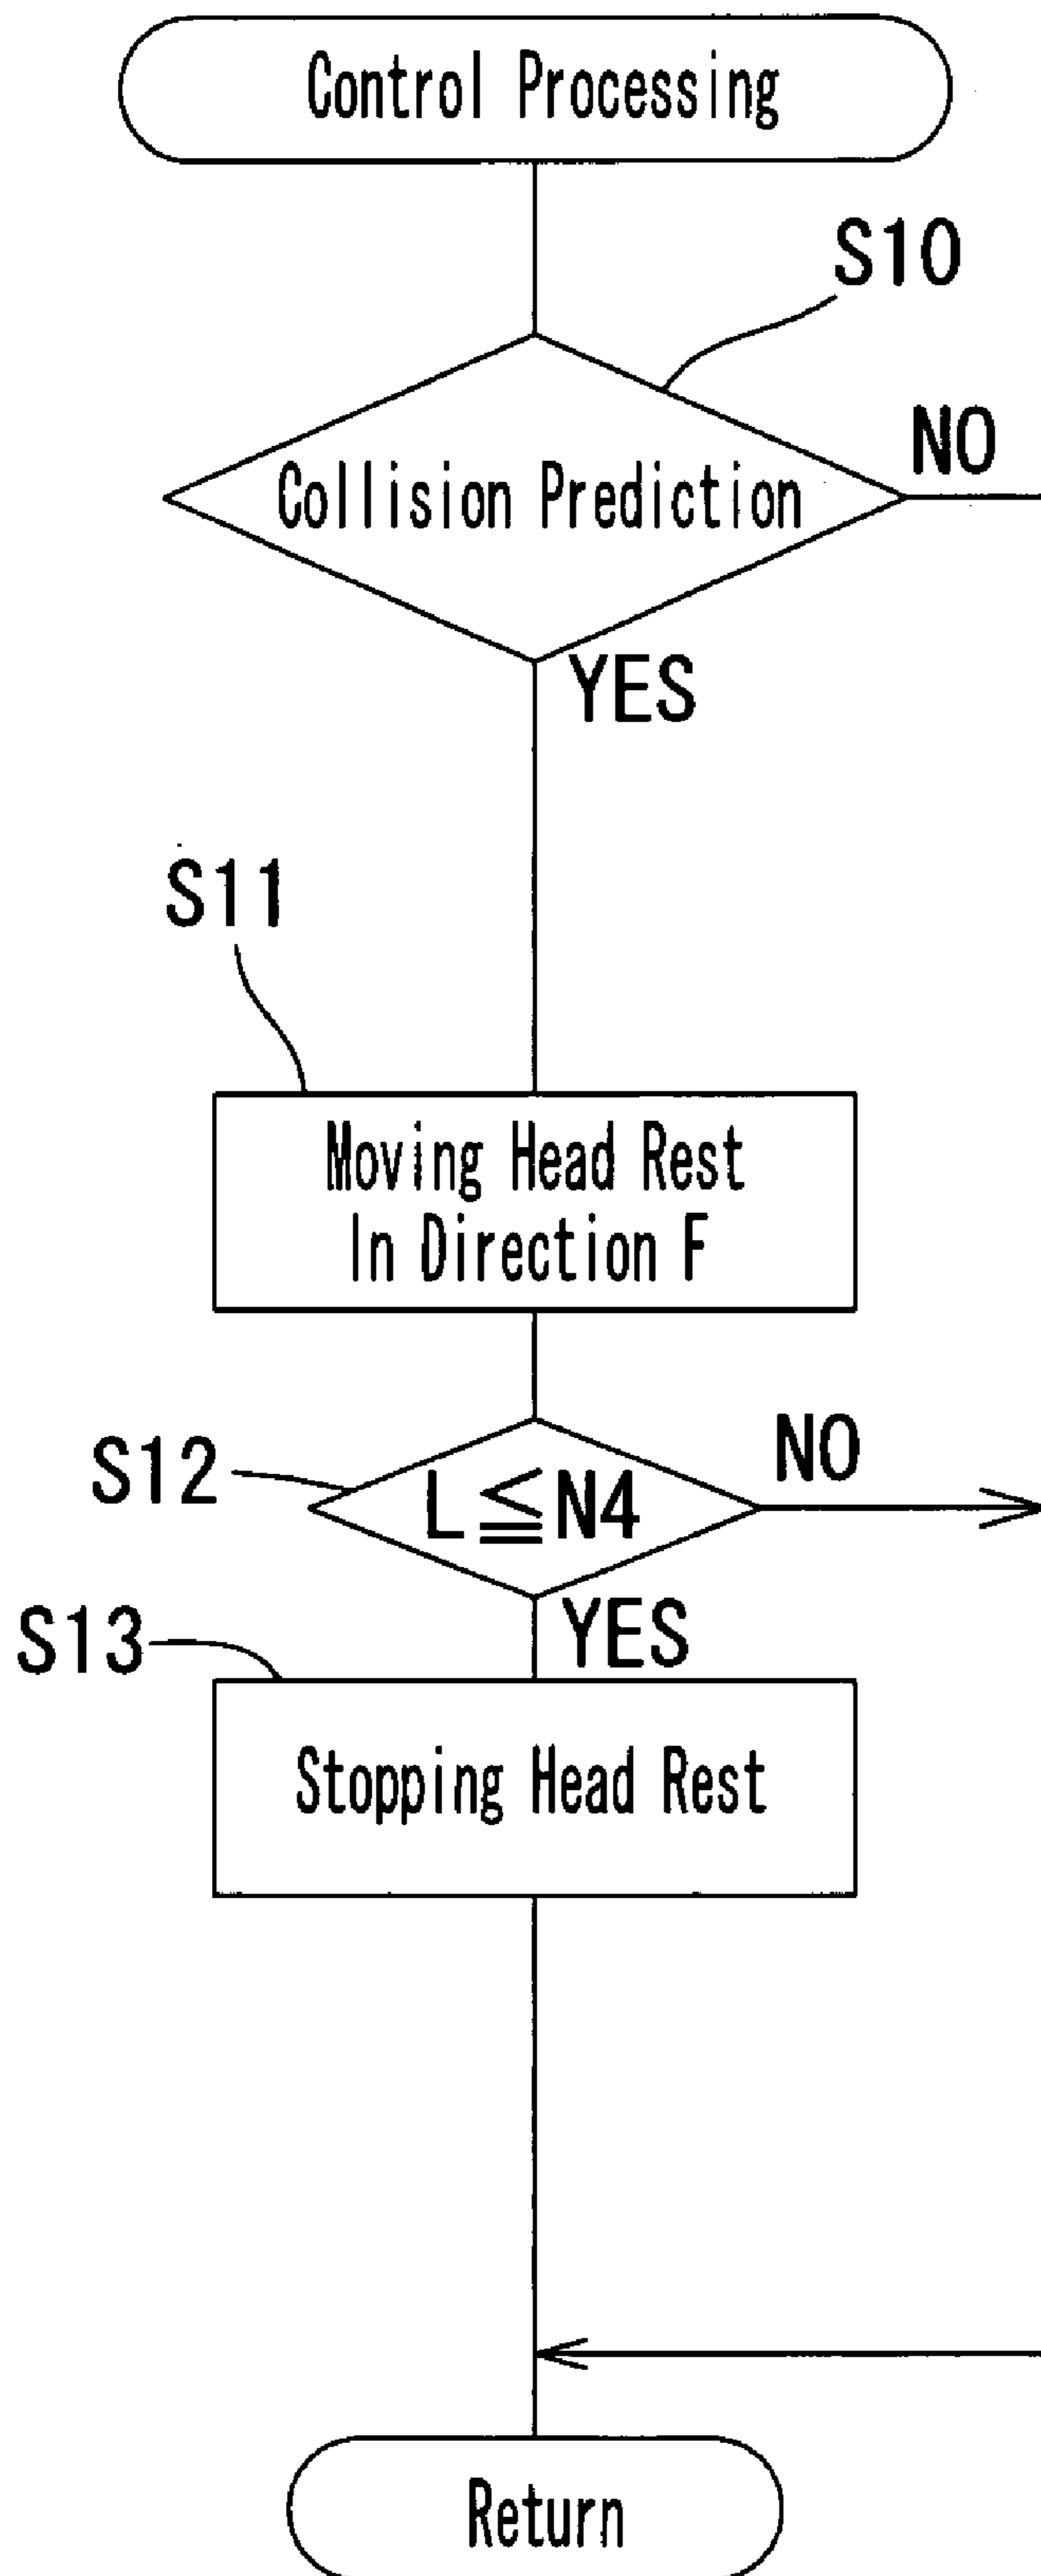 Control Processing
S10
NO
Collision Prediction
YES
S11
Moving Head Rest
In Direction F
NO
S12
L≦N4
YES
S13
Stopping Head Rest
Return